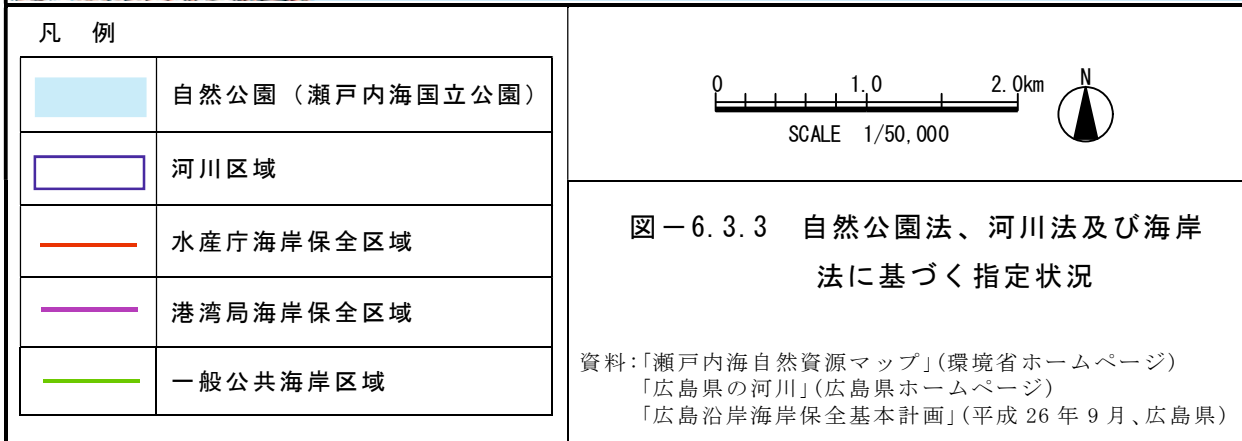 凡 例
自然公園（瀬戸内海国立公園）
河川区域
水産庁海岸保全区域
港湾局海岸保全区域
一般公共海岸区域
0 1.0 2.0km
N
SCALE 1/50,000
図－6.3.3 自然公園法、河川法及び海岸
法に基づく指定状況
資料:「瀬戸内海自然資源マップ」(環境省ホームページ)
「広島県の河川」(広島県ホームページ)
「広島沿岸海岸保全基本計画」(平成 26 年 9 月、広島県)